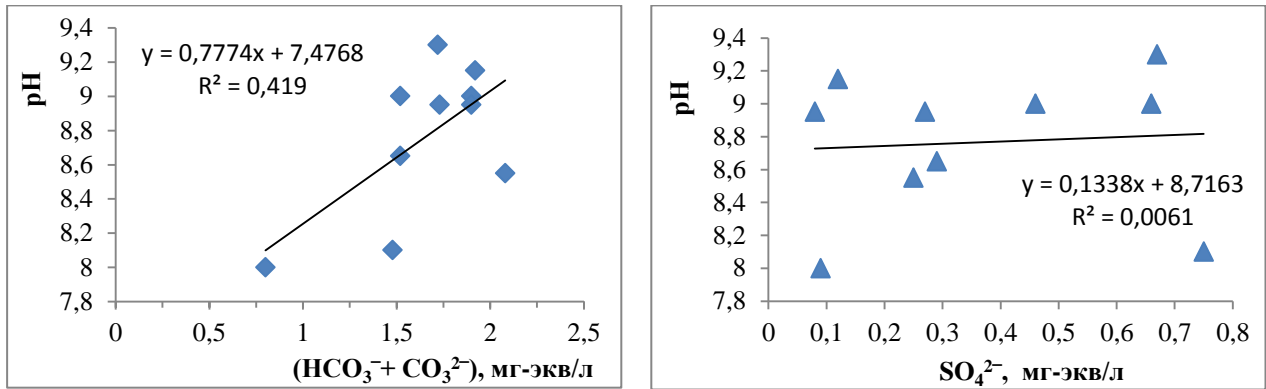 9,4
9,2
9
8,8
8,6
8,4
8,2
8
7,8
pH
y = 0,7774x + 7,4768
R² = 0,419
0 0,5 1 1,5 2 2,5
(HCO₃⁻+ CO₃²⁻), мг-экв/л
9,4
9,2
9
8,8
8,6
8,4
8,2
8
7,8
pH
y = 0,1338x + 8,7163
R² = 0,0061
0 0,1 0,2 0,3 0,4 0,5 0,6 0,7 0,8
SO₄²⁻, мг-экв/л